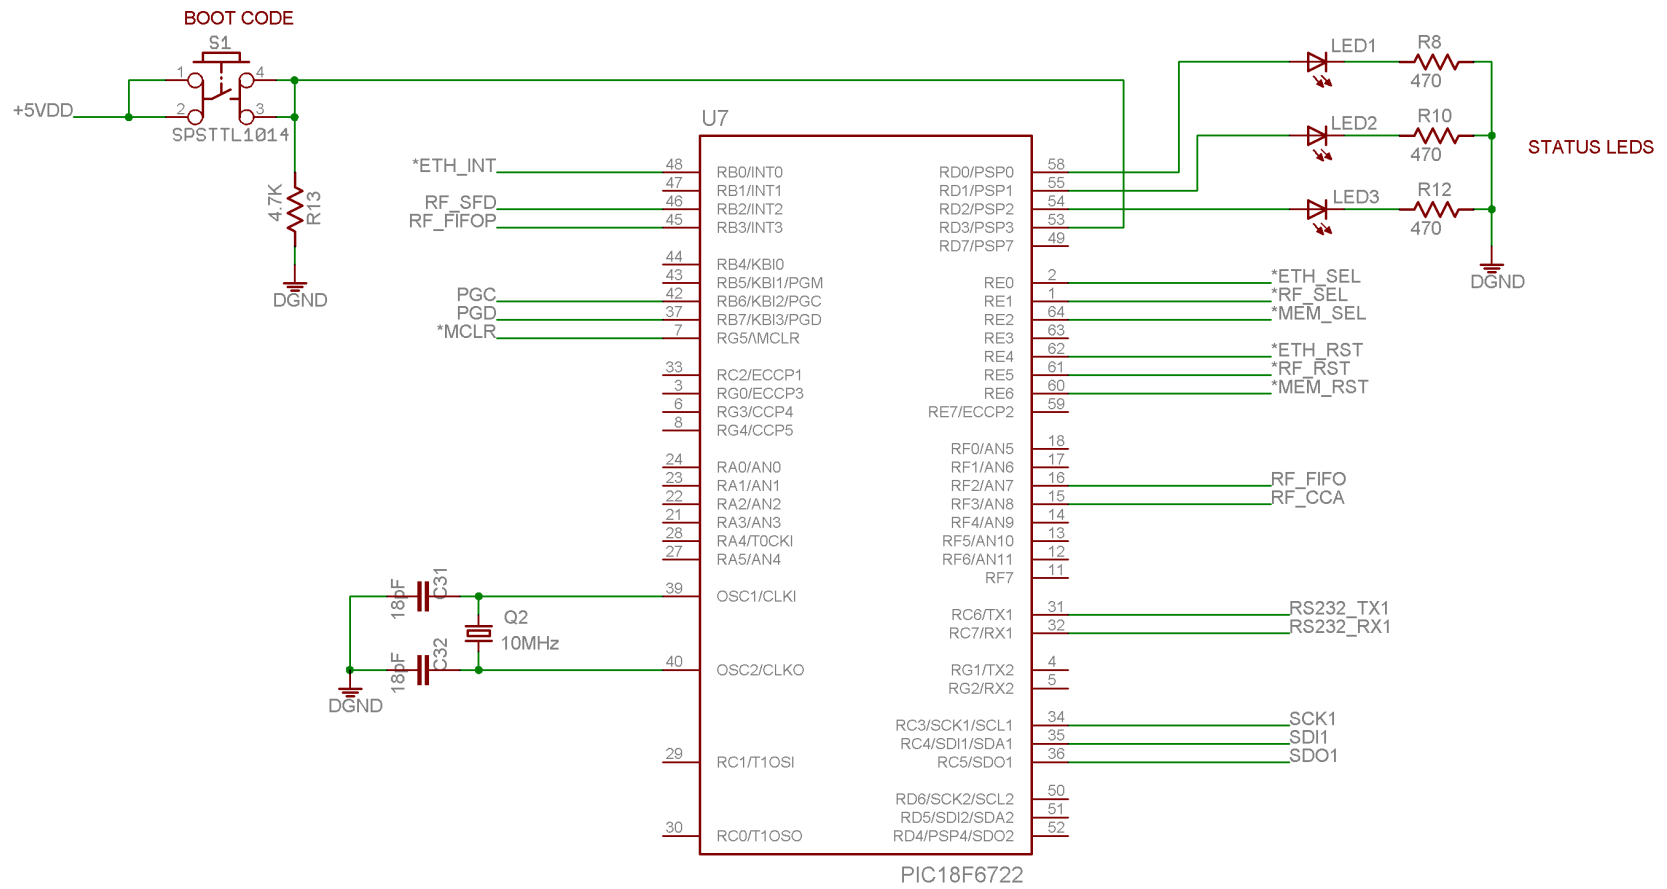 BOOT CODE
S1
1
4
+5VDD
2
3
SPSTTL1014
4.7K
R13
DGND
U7
LED1
R8
470
LED2
R10
470
STATUS LEDS
LED3
R12
470
DGND
*ETH_INT 48 RB0/INT0
47 RB1/INT1
RF_SFD 46 RB2/INT2
RF_FIFOP 45 RB3/INT3
44 RB4/KBI0
43 RB5/KBI1/PGM
PGC 42 RB6/KBI2/PGC
PGD 37 RB7/KBI3/PGD
*MCLR 7 RG5/\MCLR
33 RC2/ECCP1
3 RG0/ECCP3
6 RG3/CCP4
8 RG4/CCP5
24 RA0/AN0
23 RA1/AN1
22 RA2/AN2
21 RA3/AN3
28 RA4/T0CKI
27 RA5/AN4
39 OSC1/CLKI
40 OSC2/CLKO
29 RC1/T1OSI
30 RC0/T1OSO
18pF
C31
Q2
10MHz
18pF
C32
DGND
RD0/PSP0 58
RD1/PSP1 55
RD2/PSP2 54
RD3/PSP3 53
RD7/PSP7 49
RE0 2 *ETH_SEL
RE1 1 *RF_SEL
RE2 64 *MEM_SEL
RE3 63
RE4 62 *ETH_RST
RE5 61 *RF_RST
RE6 60 *MEM_RST
RE7/ECCP2 59
RF0/AN5 18
RF1/AN6 17
RF2/AN7 16 RF_FIFO
RF3/AN8 15 RF_CCA
RF4/AN9 14
RF5/AN10 13
RF6/AN11 12
RF7 11
RC6/TX1 31 RS232_TX1
RC7/RX1 32 RS232_RX1
RG1/TX2 4
RG2/RX2 5
RC3/SCK1/SCL1 34 SCK1
RC4/SDI1/SDA1 35 SDI1
RC5/SDO1 36 SDO1
RD6/SCK2/SCL2 50
RD5/SDI2/SDA2 51
RD4/PSP4/SDO2 52
PIC18F6722